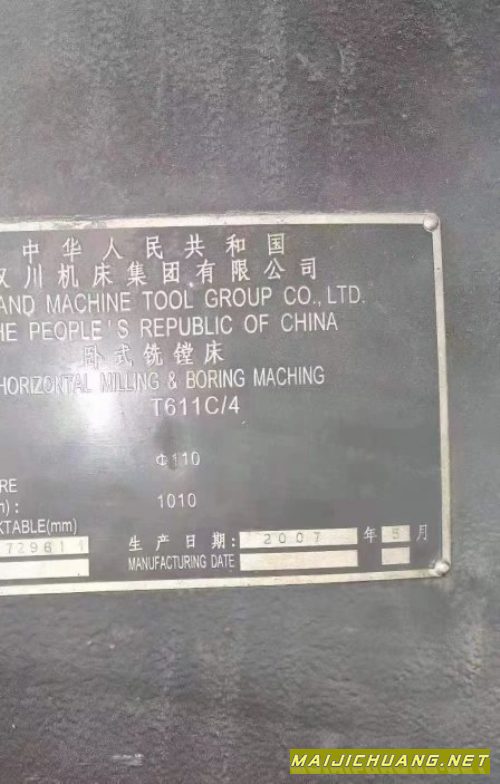 中华人民共和国
汉川机床集团有限公司
AND MACHINE TOOL GROUP CO., LTD.
HE PEOPLE'S REPUBLIC OF CHINA
卧式铣镗床
HORIZONTAL MILLING & BORING MACHING
T611C/4
Φ110
RE
1010
KTABLE(mm)
生产日期: 2007 年 5 月
MANUFACTURING DATE
MAIJICHUANG.NET